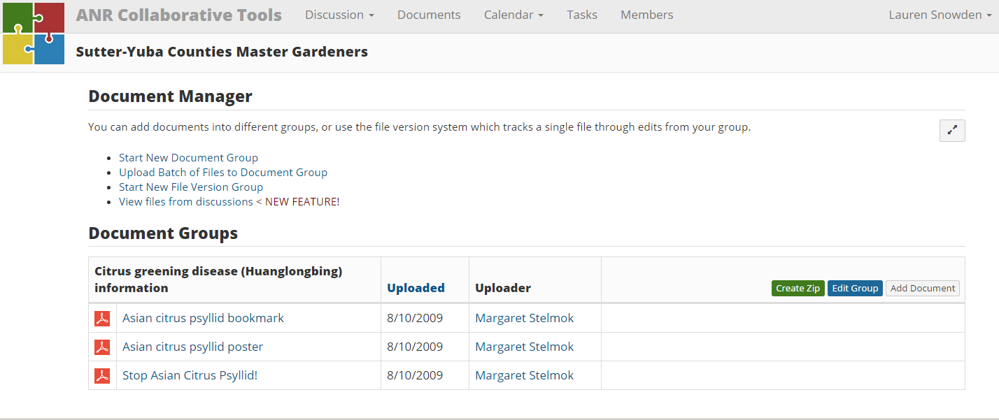 ANR Collaborative Tools Discussion Documents Calendar Tasks Members Lauren Snowden
Sutter-Yuba Counties Master Gardeners
Document Manager
You can add documents into different groups, or use the file version system which tracks a single file through edits from your group.
Start New Document Group
Upload Batch of Files to Document Group
Start New File Version Group
View files from discussions < NEW FEATURE!
Document Groups
Citrus greening disease (Huanglongbing)
information Uploaded Uploader Create Zip Edit Group Add Document
Asian citrus psyllid bookmark 8/10/2009 Margaret Stelmok
Asian citrus psyllid poster 8/10/2009 Margaret Stelmok
Stop Asian Citrus Psyllid! 8/10/2009 Margaret Stelmok